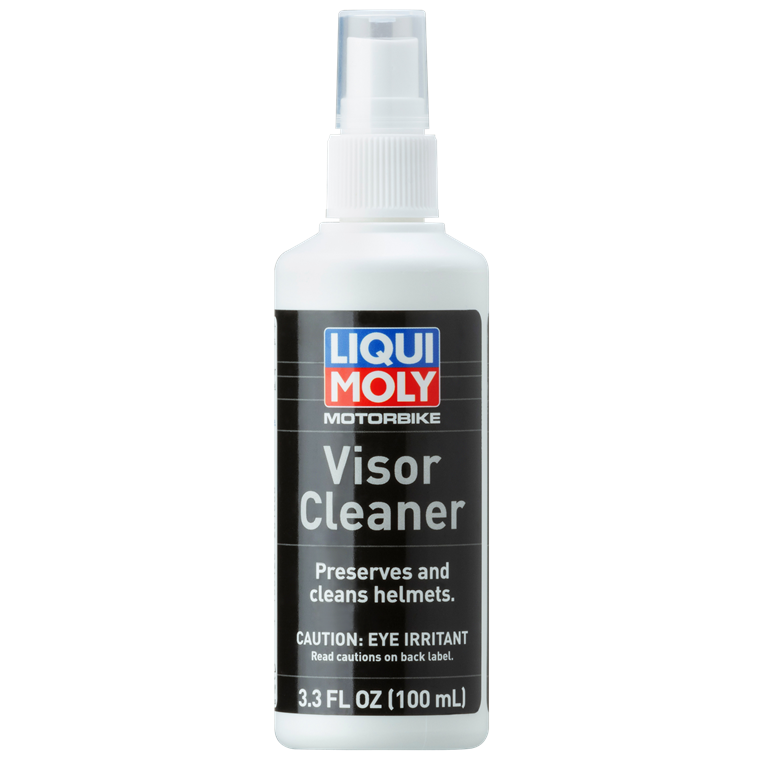 LIQUI
MOLY
MOTORBIKE
Visor
Cleaner
Preserves and
cleans helmets.
CAUTION: EYE IRRITANT
Read cautions on back label.
3.3 FL OZ (100 mL)